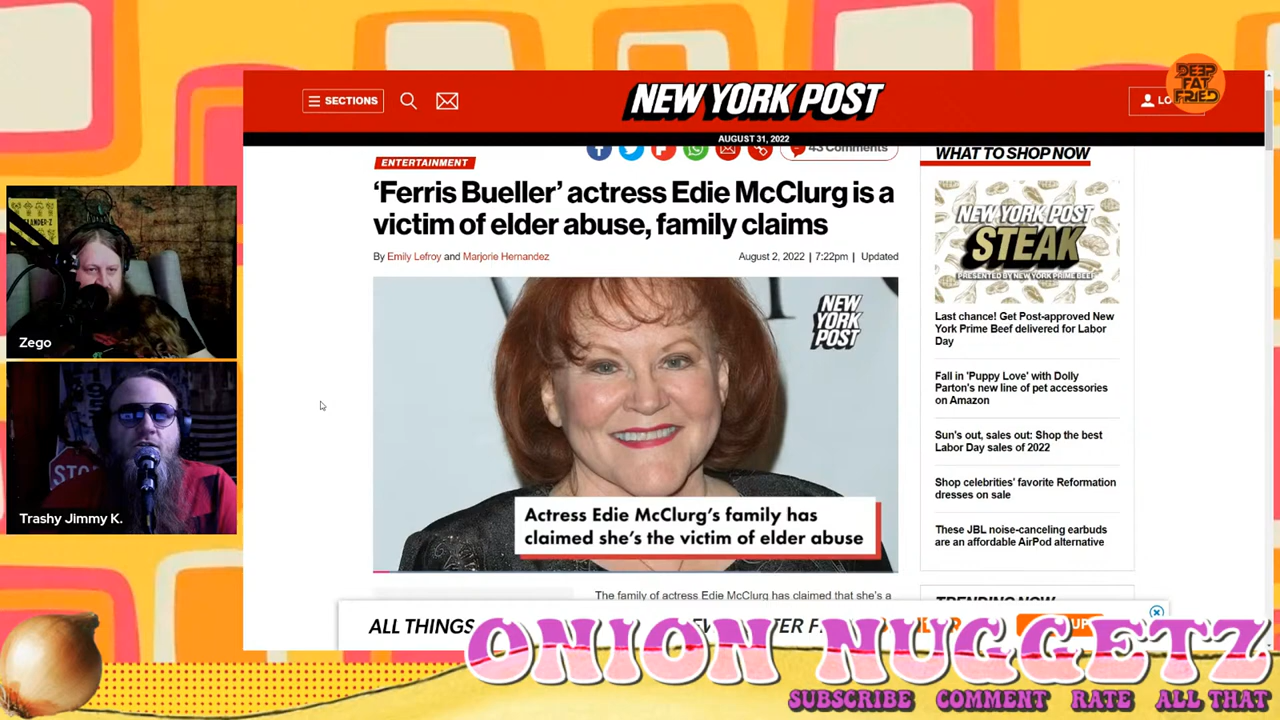 DEEP
FAT
FRIED
SECTIONS
NEW YORK POST
LO
AUGUST 31, 2022
43 Comments
ENTERTAINMENT
‘Ferris Bueller’ actress Edie McClurg is a
victim of elder abuse, family claims
By Emily Lefroy and Marjorie Hernandez
August 2, 2022 | 7:22pm | Updated
NEW
YORK
POST
Actress Edie McClurg’s family has
claimed she’s the victim of elder abuse
The family of actress Edie McClurg has claimed that she’s a
WHAT TO SHOP NOW
NEW YORK POST
STEAK
PRESENTED BY NEW YORK PRIME BEEF
Last chance! Get Post-approved New
York Prime Beef delivered for Labor
Day
Fall in 'Puppy Love' with Dolly
Parton's new line of pet accessories
on Amazon
Sun's out, sales out: Shop the best
Labor Day sales of 2022
Shop celebrities' favorite Reformation
dresses on sale
These JBL noise-canceling earbuds
are an affordable AirPod alternative
TRENDING NOW
Zego
STOP
Trashy Jimmy K.
ALL THINGS
ONION NUGGETZ
SUBSCRIBE COMMENT RATE ALL THAT